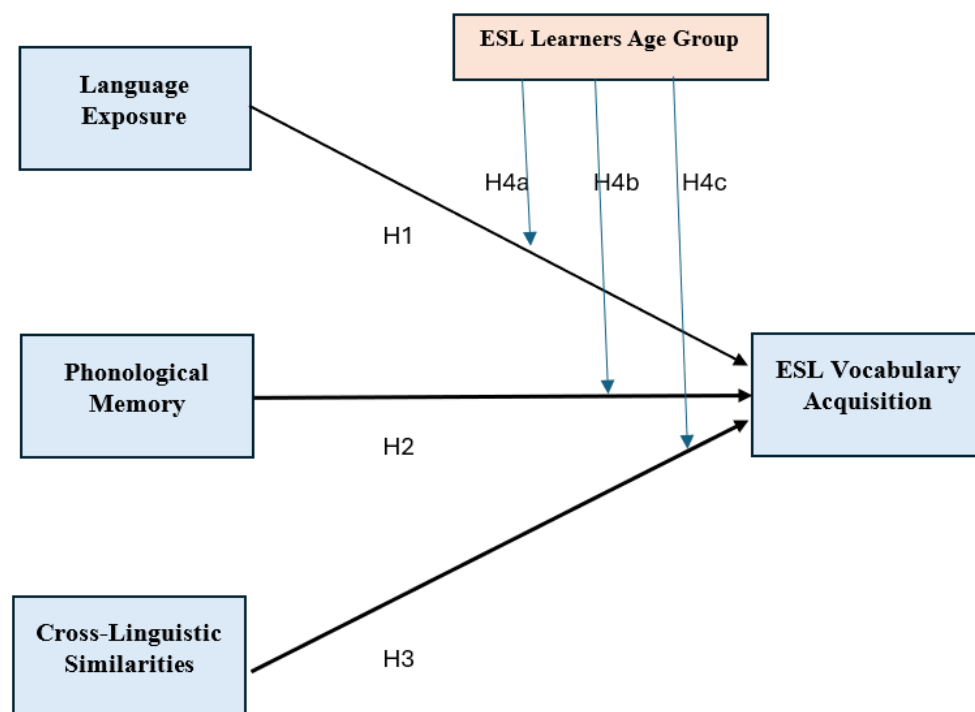 ESL Learners Age Group
Language
Exposure
H4a
H4b
H4c
H1
Phonological
Memory
ESL Vocabulary
Acquisition
H2
Cross-Linguistic
Similarities
H3